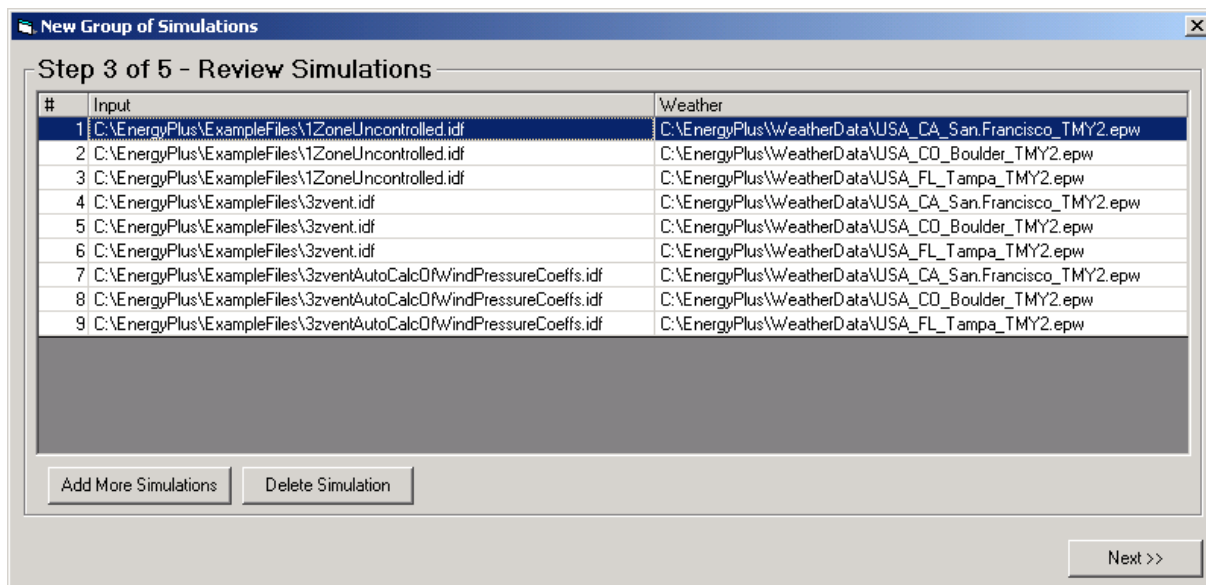 New Group of Simulations
Step 3 of 5 - Review Simulations
# Input Weather
1 C:\EnergyPlus\ExampleFiles\1ZoneUncontrolled.idf C:\EnergyPlus\WeatherData\USA_CA_San.Francisco_TMY2.epw
2 C:\EnergyPlus\ExampleFiles\1ZoneUncontrolled.idf C:\EnergyPlus\WeatherData\USA_CO_Boulder_TMY2.epw
3 C:\EnergyPlus\ExampleFiles\1ZoneUncontrolled.idf C:\EnergyPlus\WeatherData\USA_FL_Tampa_TMY2.epw
4 C:\EnergyPlus\ExampleFiles\3zvent.idf C:\EnergyPlus\WeatherData\USA_CA_San.Francisco_TMY2.epw
5 C:\EnergyPlus\ExampleFiles\3zvent.idf C:\EnergyPlus\WeatherData\USA_CO_Boulder_TMY2.epw
6 C:\EnergyPlus\ExampleFiles\3zvent.idf C:\EnergyPlus\WeatherData\USA_FL_Tampa_TMY2.epw
7 C:\EnergyPlus\ExampleFiles\3zventAutoCalcOfWindPressureCoeffs.idf C:\EnergyPlus\WeatherData\USA_CA_San.Francisco_TMY2.epw
8 C:\EnergyPlus\ExampleFiles\3zventAutoCalcOfWindPressureCoeffs.idf C:\EnergyPlus\WeatherData\USA_CO_Boulder_TMY2.epw
9 C:\EnergyPlus\ExampleFiles\3zventAutoCalcOfWindPressureCoeffs.idf C:\EnergyPlus\WeatherData\USA_FL_Tampa_TMY2.epw
Add More Simulations Delete Simulation
Next >>